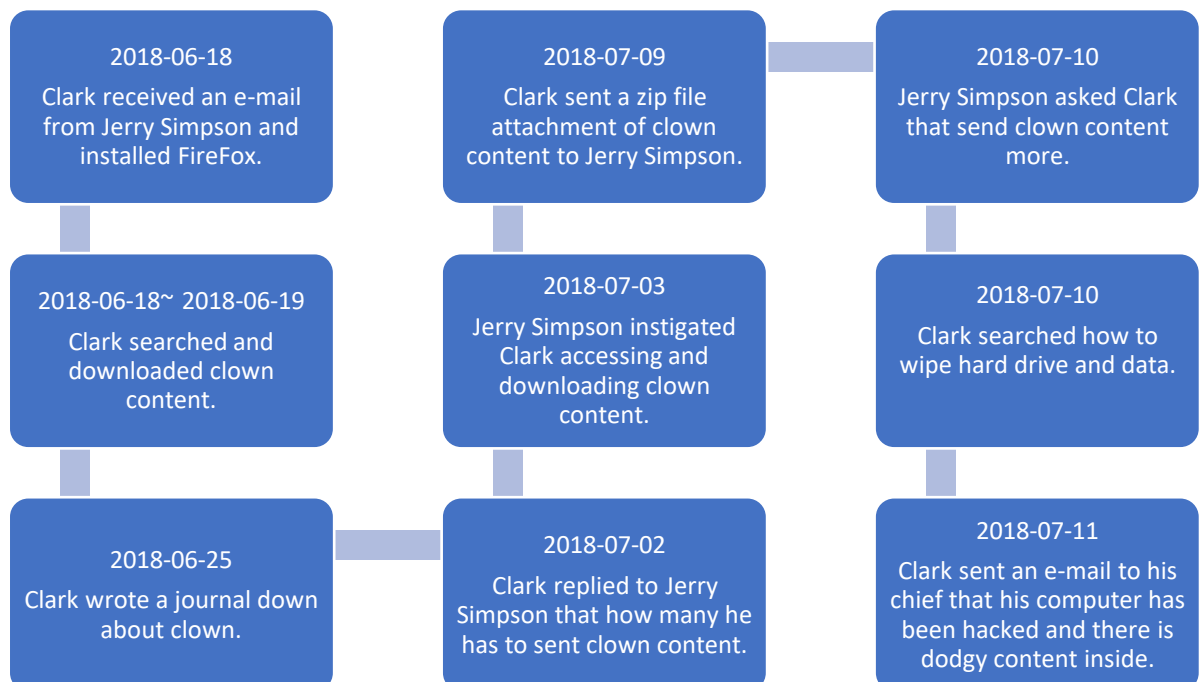 2018-06-18
Clark received an e-mail
from Jerry Simpson and
installed FireFox.
2018-06-18~ 2018-06-19
Clark searched and
downloaded clown
content.
2018-06-25
Clark wrote a journal down
about clown.
2018-07-02
Clark replied to Jerry
Simpson that how many he
has to sent clown content.
2018-07-03
Jerry Simpson instigated
Clark accessing and
downloading clown
content.
2018-07-09
Clark sent a zip file
attachment of clown
content to Jerry Simpson.
2018-07-10
Jerry Simpson asked Clark
that send clown content
more.
2018-07-10
Clark searched how to
wipe hard drive and data.
2018-07-11
Clark sent an e-mail to his
chief that his computer has
been hacked and there is
dodgy content inside.